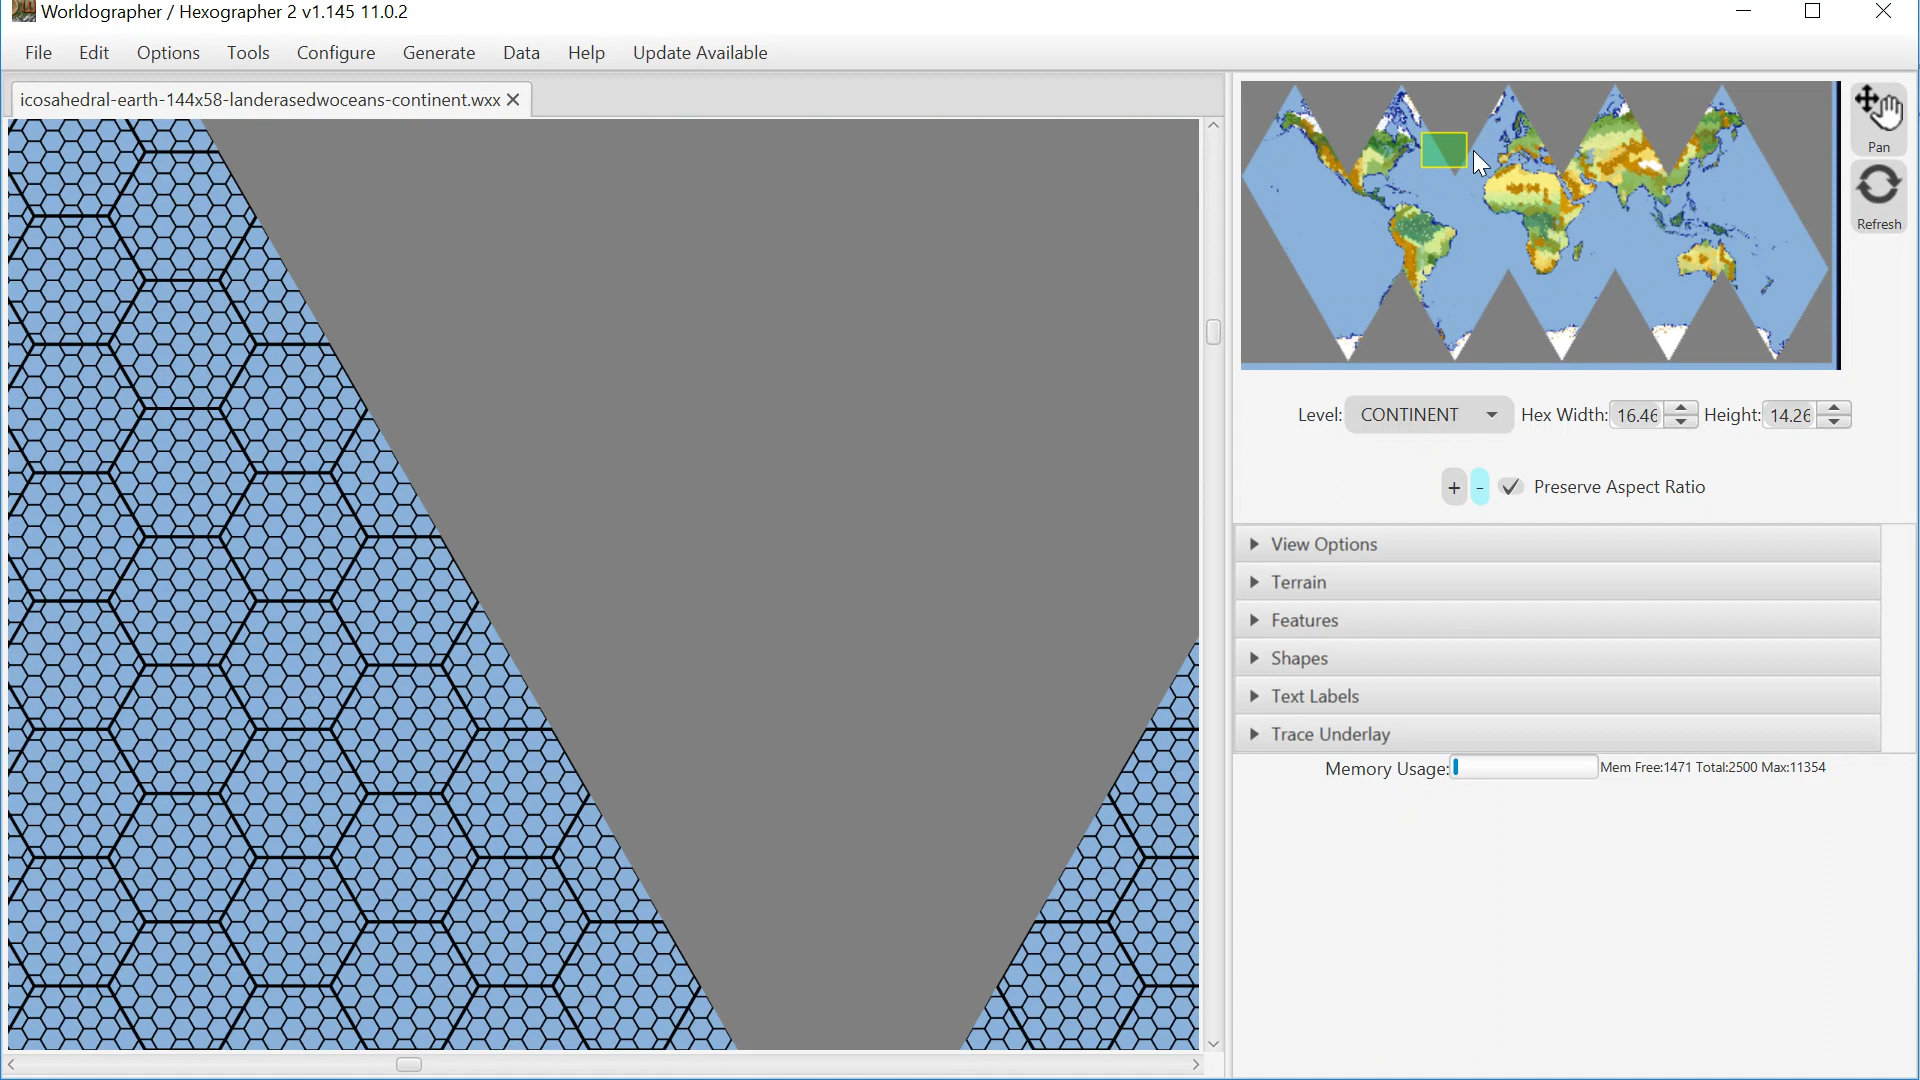 Worldographer / Hexographer 2 v1.145 11.0.2
File Edit Options Tools Configure Generate Data Help Update Available
icosahedral-earth-144x58-landerasedwoceans-continent.wxx
Pan
Refresh
Level: CONTINENT Hex Width: 16.46 Height: 14.26
+ - Preserve Aspect Ratio
View Options
Terrain
Features
Shapes
Text Labels
Trace Underlay
Memory Usage: Mem Free:1471 Total:2500 Max:11354